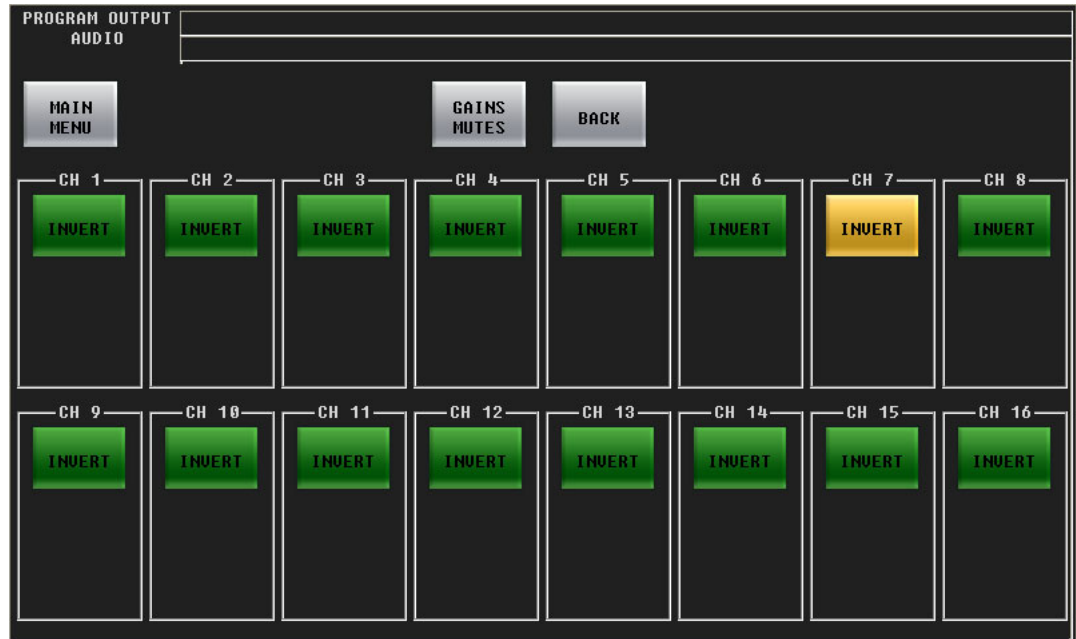 PROGRAM OUTPUT
AUDIO
MAIN
MENU
GAINS
MUTES
BACK
CH 1
CH 2
CH 3
CH 4
CH 5
CH 6
CH 7
CH 8
INVERT
INVERT
INVERT
INVERT
INVERT
INVERT
INVERT
INVERT
CH 9
CH 10
CH 11
CH 12
CH 13
CH 14
CH 15
CH 16
INVERT
INVERT
INVERT
INVERT
INVERT
INVERT
INVERT
INVERT